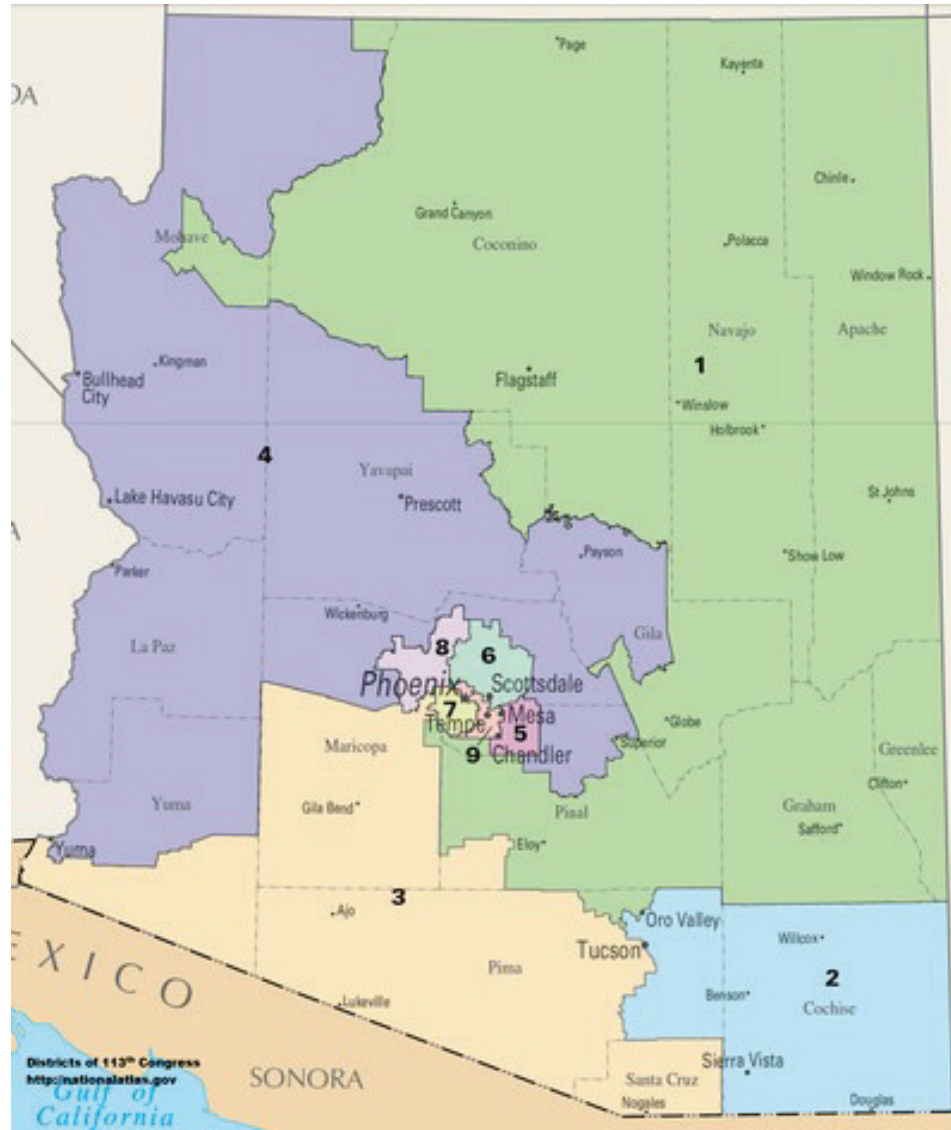 DA
Page
Kayenta
Chinle
Grand Canyon
Mohave
Coconino
Polacca
Window Rock
Navajo
Apache
Kingman
1
Bullhead
City
Flagstaff
Winslow
Holbrook
4
Yavapai
Lake Havasu City
Prescott
St Johns
A
Payson
Show Low
Parker
Wickenburg
La Paz
Gila
8
6
Phoenix
Scottsdale
7
Tempe
Mesa
5
Globe
Superior
Maricopa
9
Chandler
Greenlee
Yuma
Gila Bend
Pinal
Clifton
Graham
Safford
Eloy
Yuma
3
Ajo
Oro Valley
Willcox
Tucson
EXICO
Pima
2
Benson
Cochise
Lukeville
Districts of 113th Congress
http://nationalatlas.gov
SONORA
Sierra Vista
Santa Cruz
Gulf of
California
Nogales
Douglas